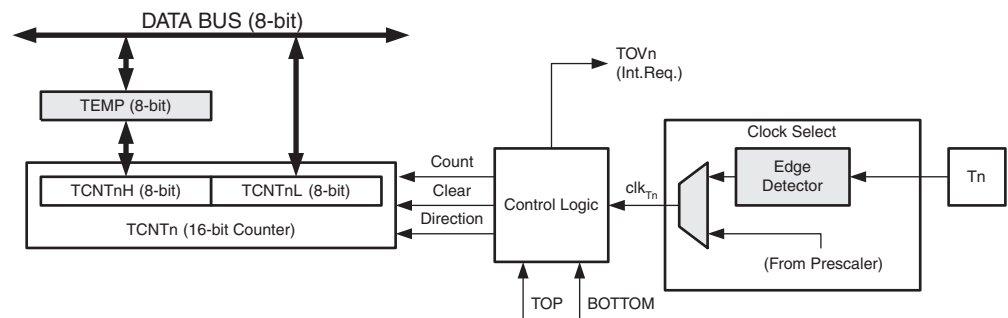 DATA BUS (8-bit)
TEMP (8-bit)
TCNTnH (8-bit)
TCNTnL (8-bit)
TCNTn (16-bit Counter)
Count
Clear
Direction
Control Logic
TOVn
(Int.Req.)
TOP
BOTTOM
clkTn
Clock Select
Edge
Detector
(From Prescaler)
Tn